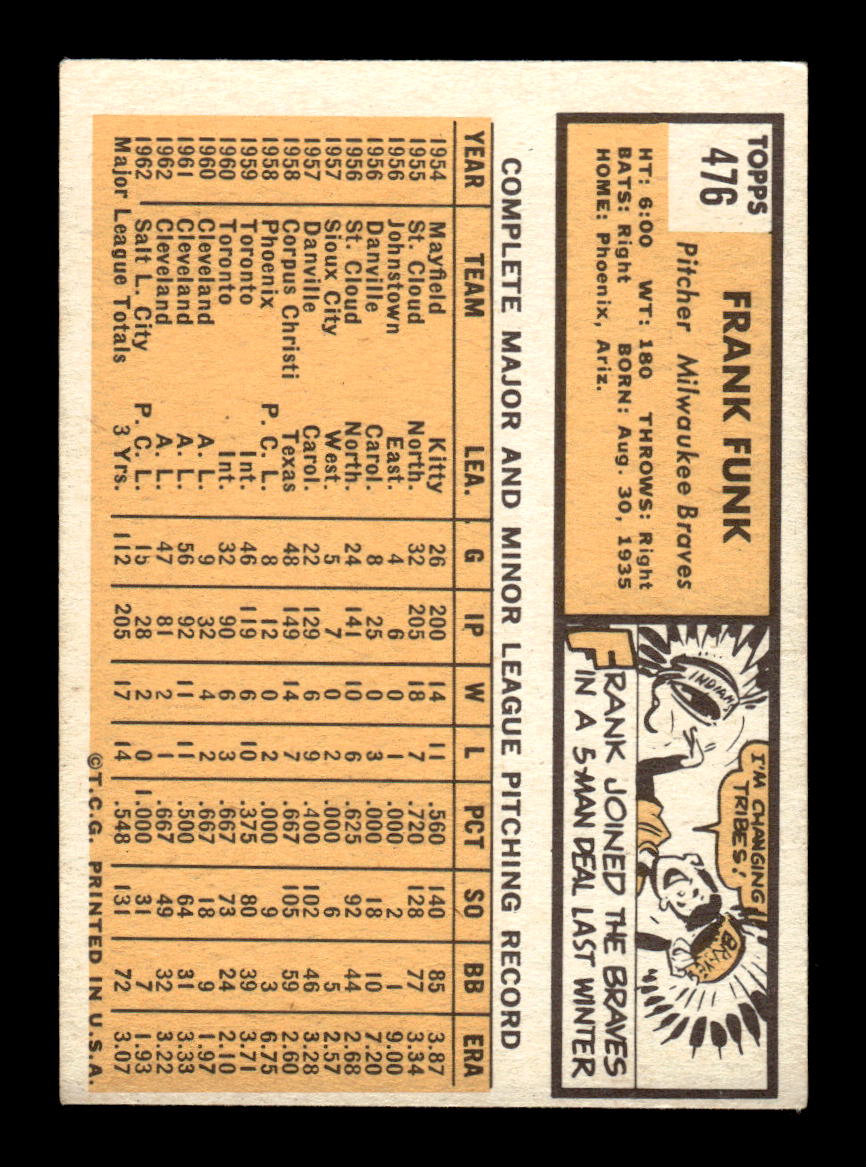 TOPPS
476
FRANK FUNK
Pitcher Milwaukee Braves
HT: 6:00 WT: 180 THROWS: Right
BATS: Right BORN: Aug. 30, 1935
HOME: Phoenix, Ariz.
INDIANS
I'M CHANGING
TRIBES!
BRAVES
FRANK JOINED THE BRAVES
IN A 5-MAN DEAL LAST WINTER
COMPLETE MAJOR AND MINOR LEAGUE PITCHING RECORD
YEAR TEAM LEA. G IP W L PCT SO BB ERA
1954 Mayfield Kitty 26 200 14 11 .560 140 85 3.87
1955 St. Cloud North. 32 205 18 7 .720 128 77 3.34
1956 Johnstown East. 4 6 0 1 .000 2 1 9.00
1956 Danville Carol. 8 25 0 3 .000 18 10 7.20
1956 St. Cloud North. 24 141 10 6 .625 92 44 2.68
1957 Sioux City West. 5 7 0 2 .000 6 5 2.57
1957 Danville Carol. 22 129 6 9 .400 102 46 3.28
1958 Corpus Christi Texas 48 149 14 7 .667 105 59 2.60
1958 Phoenix P. C. L. 8 12 0 2 .000 9 3 6.75
1959 Toronto Int. 46 119 6 10 .375 80 39 3.71
1960 Toronto Int. 32 90 6 3 .667 73 24 2.10
1960 Cleveland A. L. 9 32 4 2 .667 18 9 1.97
1961 Cleveland A. L. 56 92 11 11 .500 64 31 3.33
1962 Cleveland A. L. 47 81 2 1 .667 49 32 3.22
1962 Salt L. City P. C. L. 15 28 2 0 1.000 31 7 1.93
Major League Totals 3 Yrs. 112 205 17 14 .548 131 72 3.07
©T.C.G. PRINTED IN U.S.A.